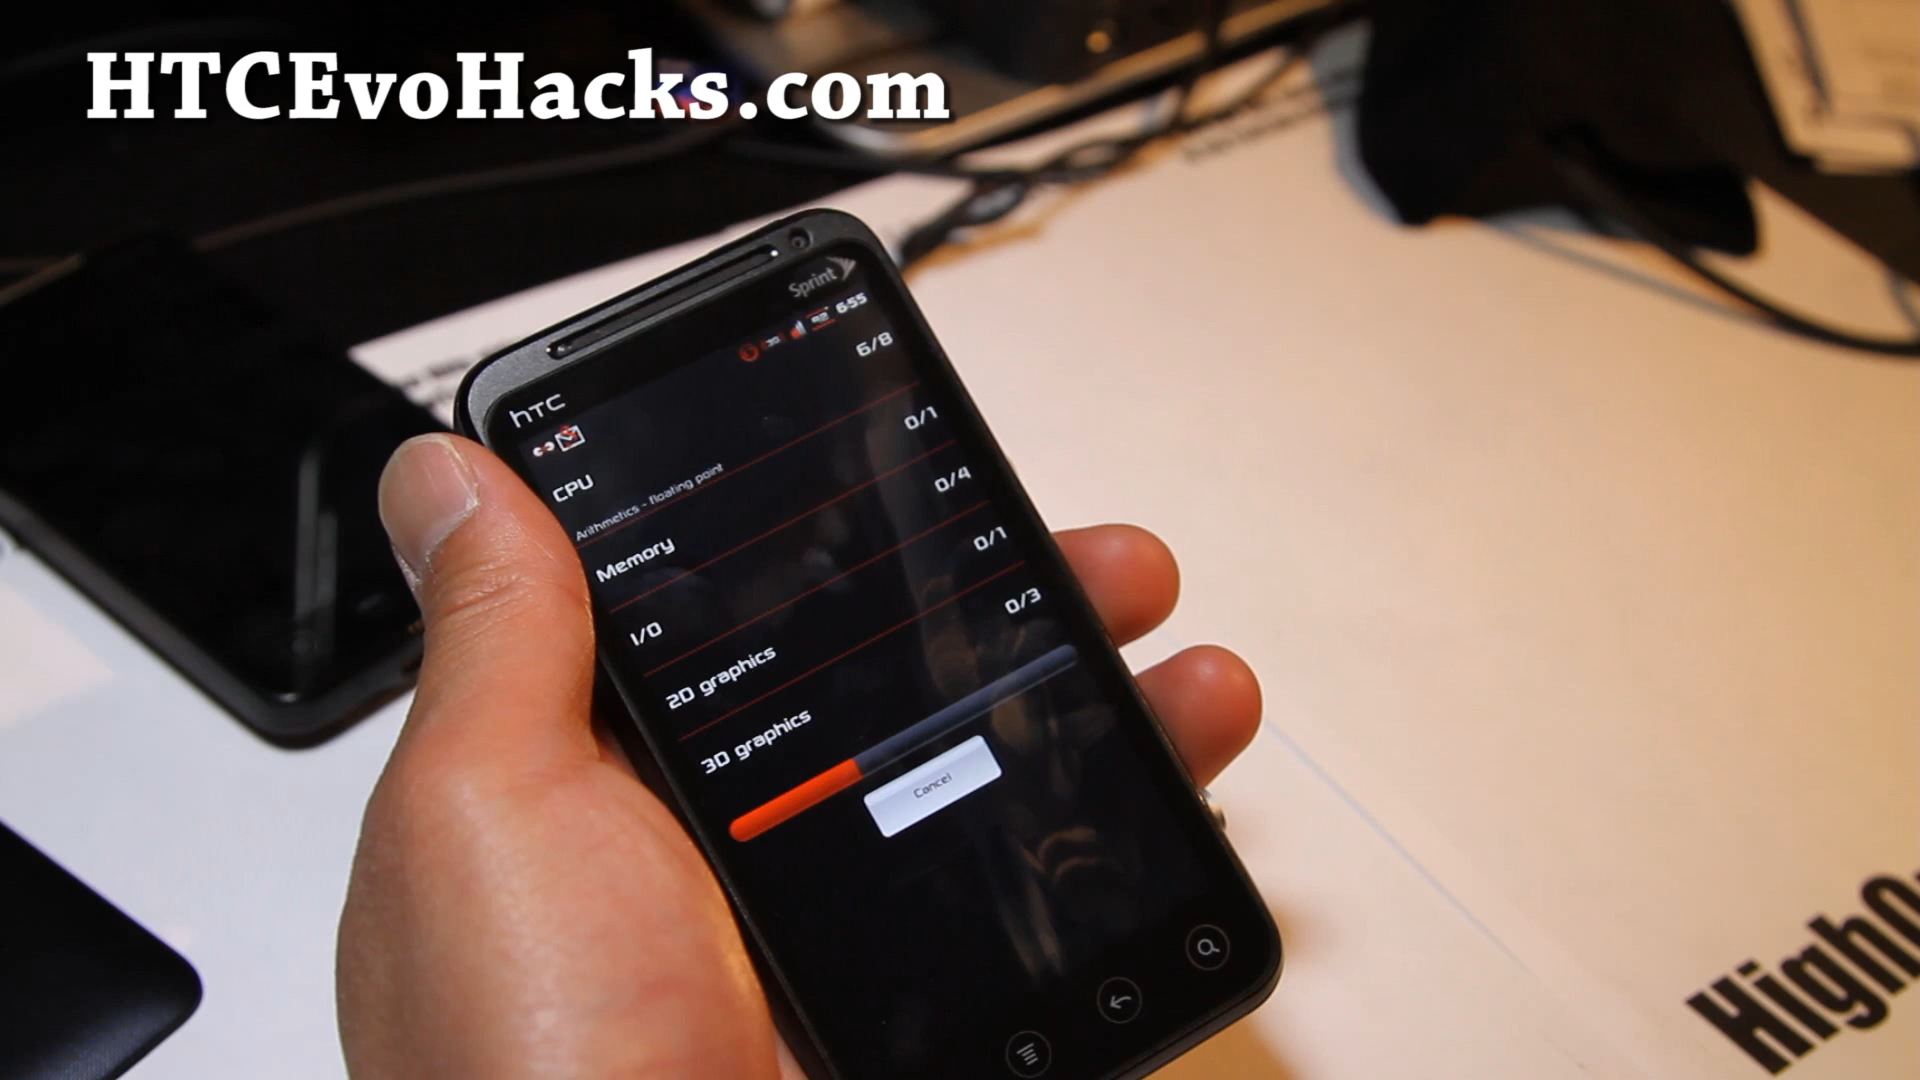 HTCEvoHacks.com
Sprint
6:55
hTC
6/8
CPU
0/1
Arithmetics - floating point
Memory
0/4
I/O
0/1
2D graphics
0/3
3D graphics
Cancel
HighO